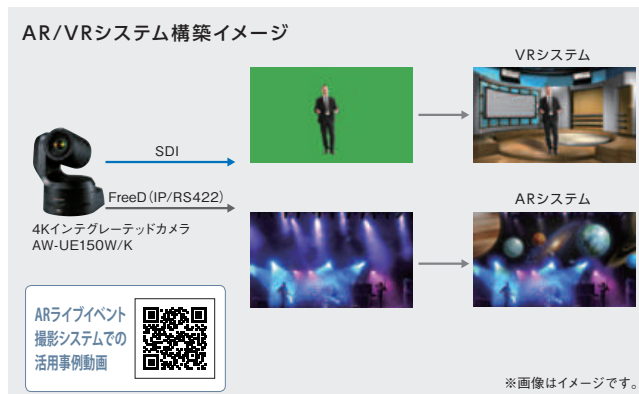 AR/VRシステム構築イメージ
VRシステム
SDI
FreeD(IP/RS422)
4Kインテグレーテッドカメラ
AW-UE150W/K
ARシステム
ARライブイベント
撮影システムでの
活用事例動画
※画像はイメージです。